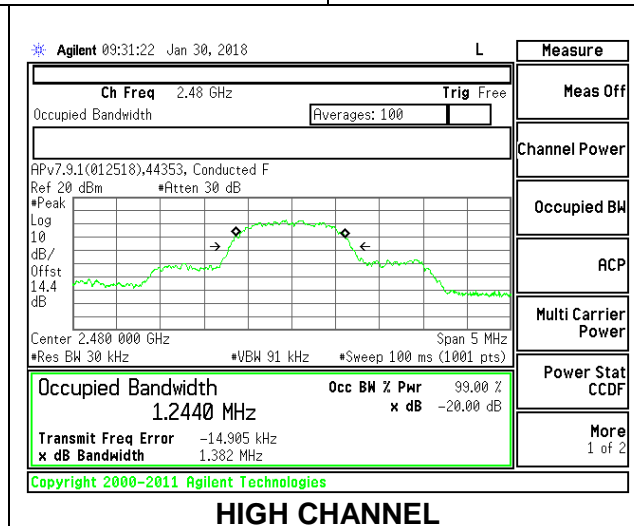 Agilent 09:31:22 Jan 30, 2018 L
Measure
Ch Freq 2.48 GHz Trig Free
Meas Off
Occupied Bandwidth Averages: 100
Channel Power
APv7.9.1(012518),44353, Conducted F
Ref 20 dBm #Atten 30 dB
#Peak
Occupied BW
Log
10
dB/
Offst
14.4
dB
ACP
Multi Carrier
Power
Center 2.480 000 GHz Span 5 MHz
#Res BW 30 kHz #VBW 91 kHz #Sweep 100 ms (1001 pts)
Power Stat
CCDF
Occupied Bandwidth Occ BW % Pwr 99.00 %
1.2440 MHz x dB -20.00 dB
Transmit Freq Error -14.905 kHz
x dB Bandwidth 1.382 MHz
More
1 of 2
Copyright 2000-2011 Agilent Technologies
HIGH CHANNEL